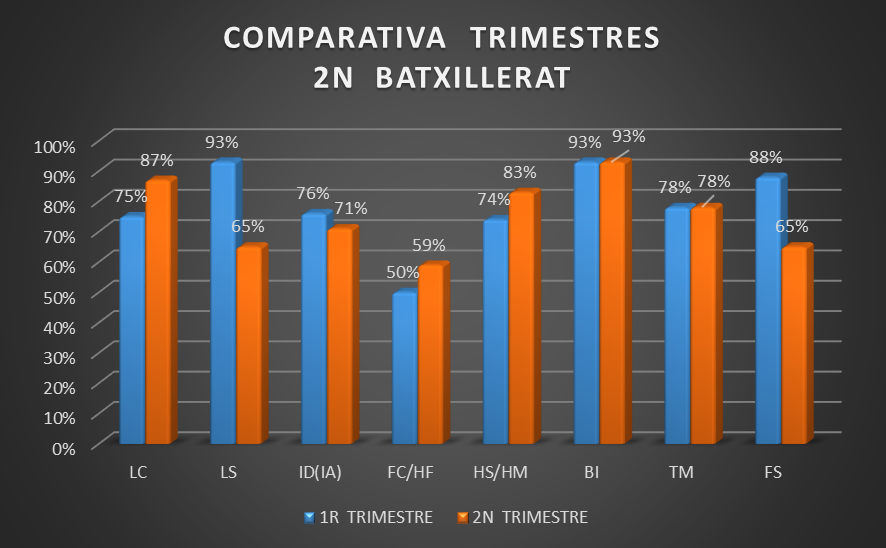 COMPARATIVA TRIMESTRES
2N BATXILLERAT
100%
90%
80%
70%
60%
50%
40%
30%
20%
10%
0%
75%
87%
93%
65%
76%
71%
50%
59%
74%
83%
93%
93%
78%
78%
88%
65%
LC
LS
ID(IA)
FC/HF
HS/HM
BI
TM
FS
1R TRIMESTRE
2N TRIMESTRE